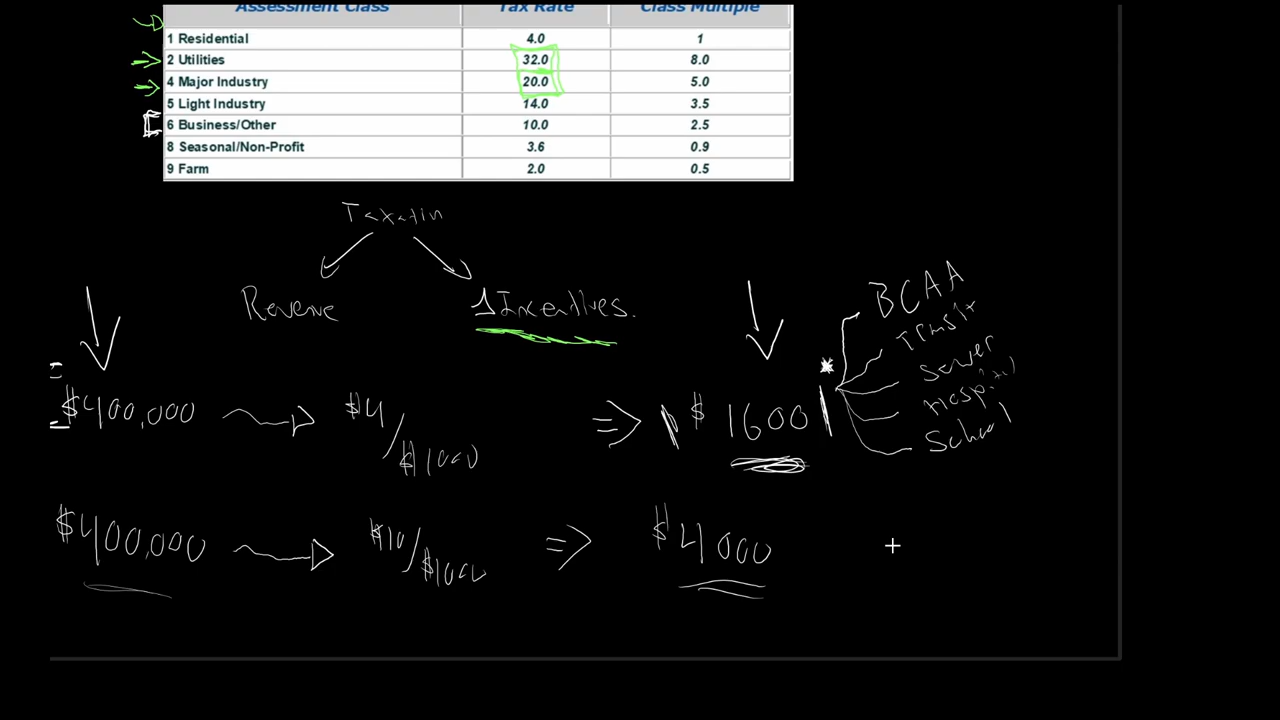 Assessment Class Tax Rate Class Multiple
1 Residential 4.0 1
2 Utilities 32.0 8.0
4 Major Industry 20.0 5.0
5 Light Industry 14.0 3.5
6 Business/Other 10.0 2.5
8 Seasonal/Non-Profit 3.6 0.9
9 Farm 2.0 0.5
Taxatin
Revenue
Δ Incentives.
BCAA
Transit
Sewer
Hospital
School
$400,000 $4/$1000 ⇒ $1600
$400,000 $10/$1000 ⇒ $4000